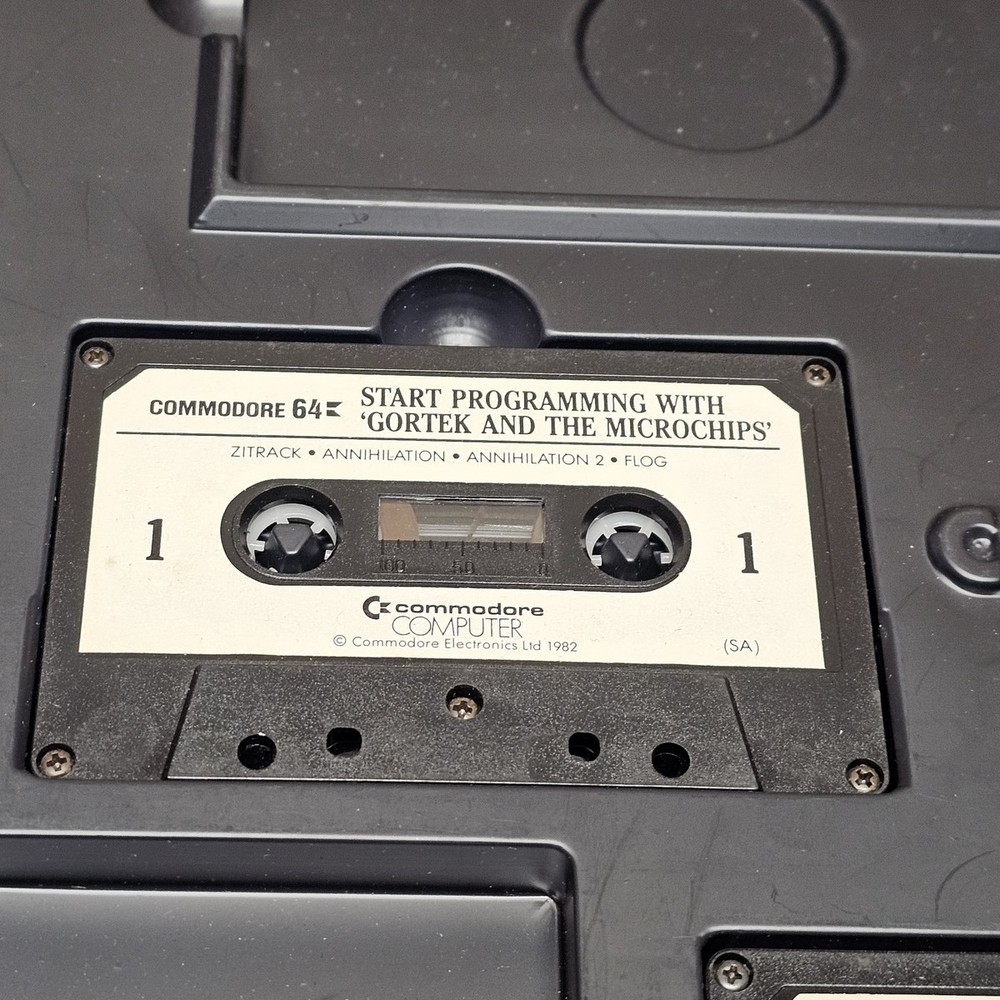 COMMODORE 64
START PROGRAMMING WITH
'GORTEK AND THE MICROCHIPS'
ZITRACK • ANNIHILATION • ANNIHILATION 2 • FLOG
1
100 50
1
commodore
COMPUTER
© Commodore Electronics Ltd 1982
(SA)